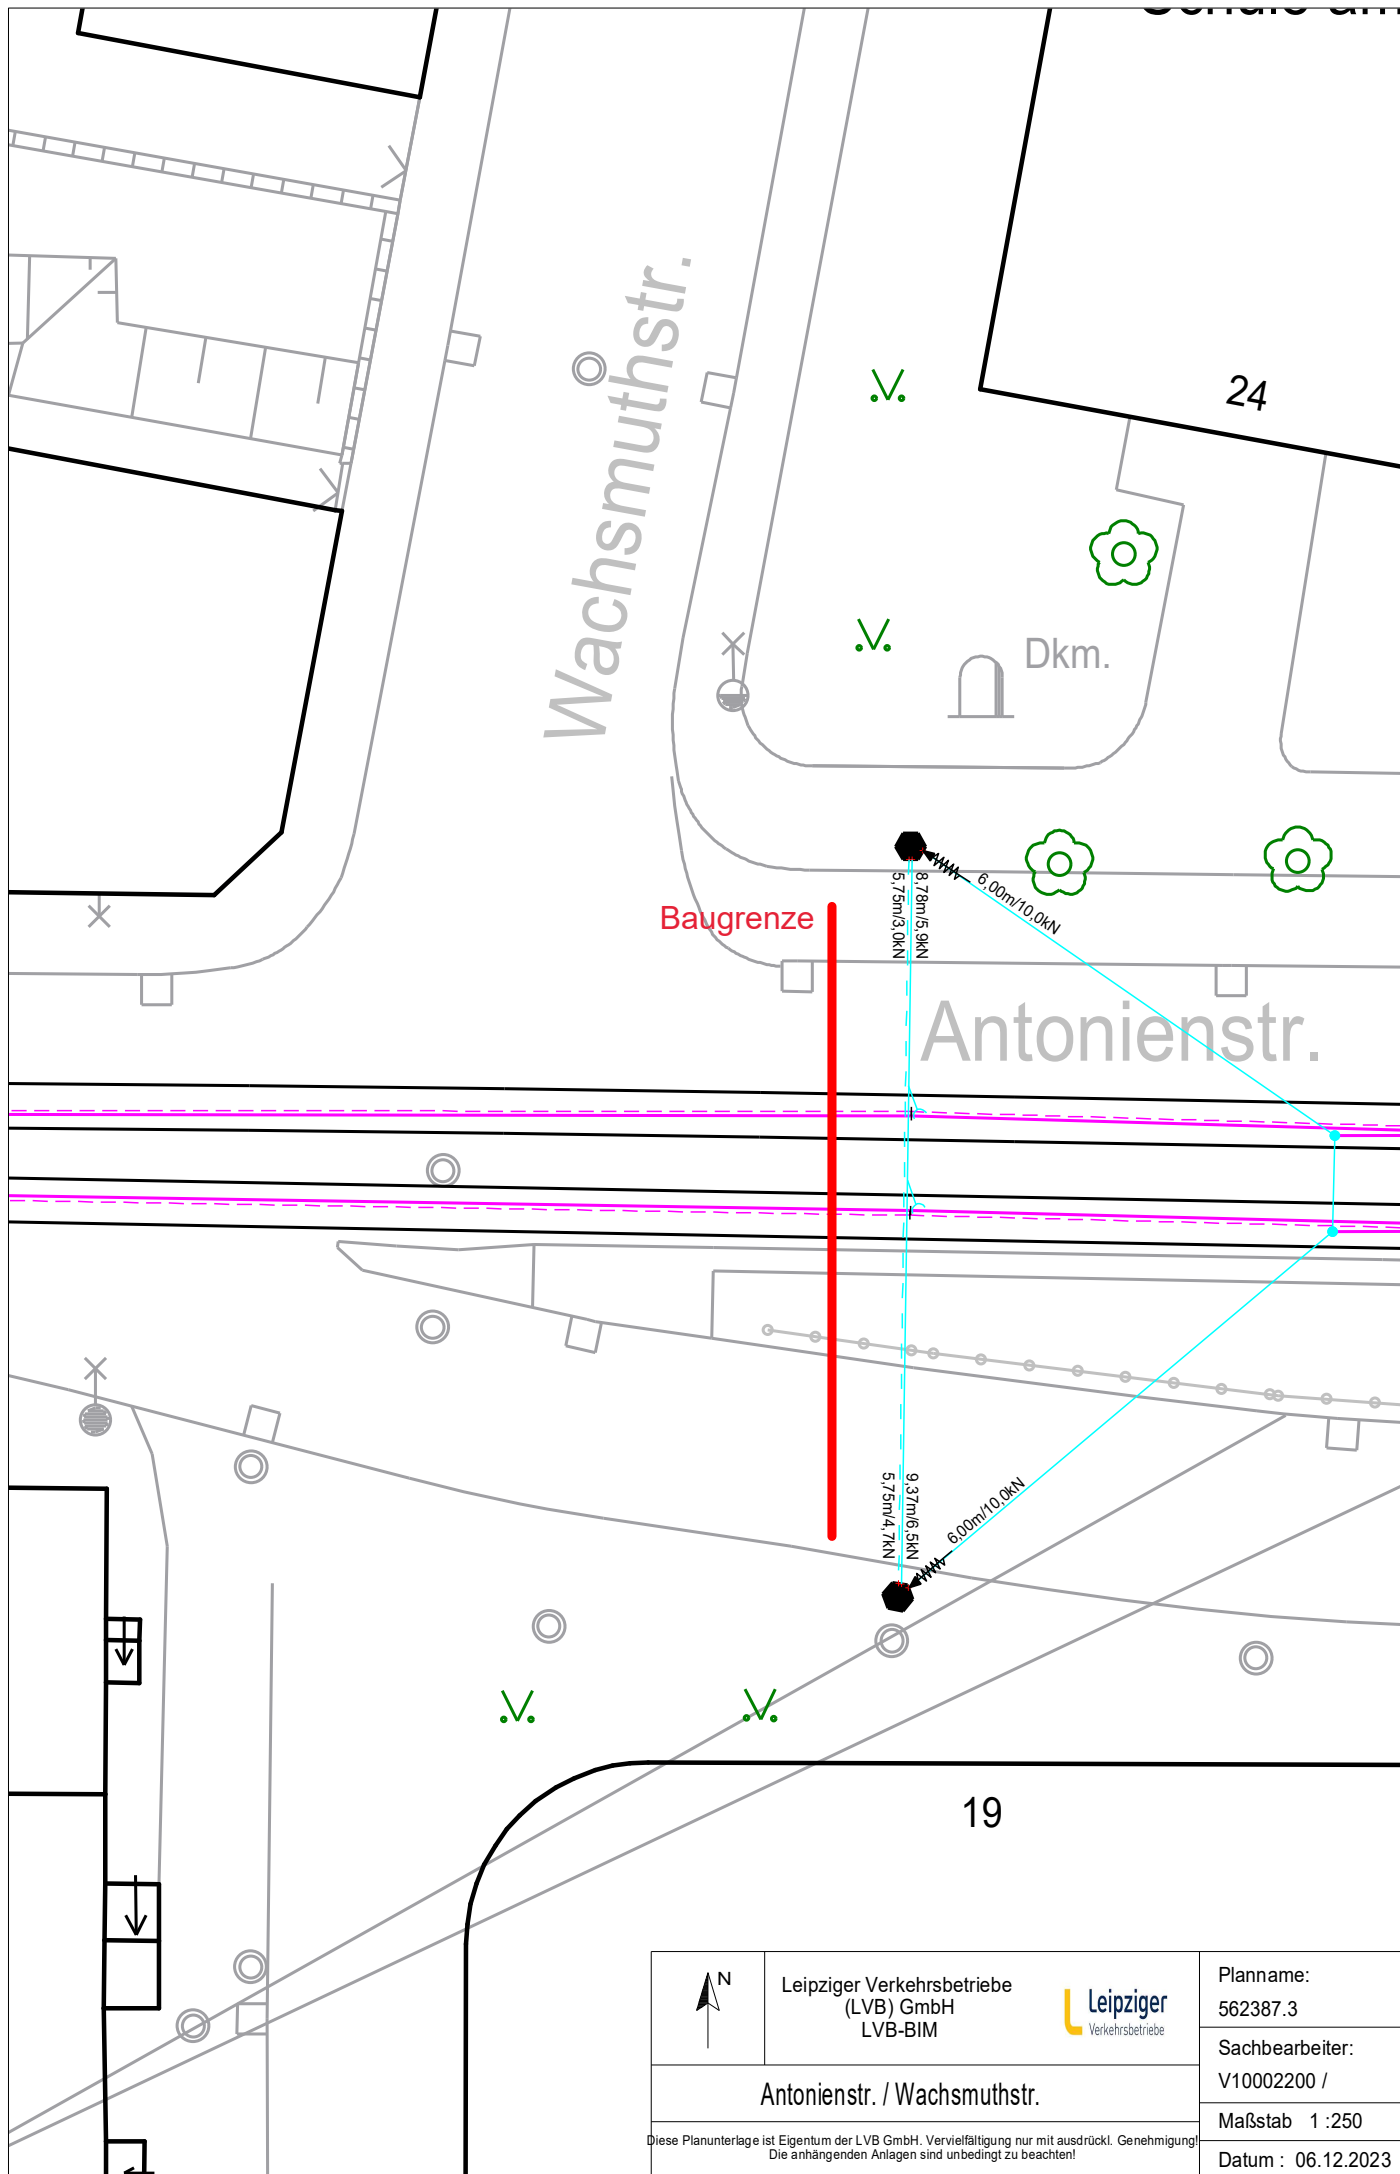 24
Wachsmuthstr.
Dkm.
Baugrenze
8,78m/5,9kN
5,75m/3,0kN
6,00m/10,0kN
Antonienstr.
9,37m/6,5kN
5,75m/4,7kN
6,00m/10,0kN
19
N
Leipziger Verkehrsbetriebe
(LVB) GmbH
LVB-BIM
Leipziger
Verkehrsbetriebe
Planname:
562387.3
Sachbearbeiter:
V10002200 /
Antonienstr. / Wachsmuthstr.
Maßstab 1 :250
Diese Planunterlage ist Eigentum der LVB GmbH. Vervielfältigung nur mit ausdrückl. Genehmigung!
Die anhängenden Anlagen sind unbedingt zu beachten!
Datum : 06.12.2023